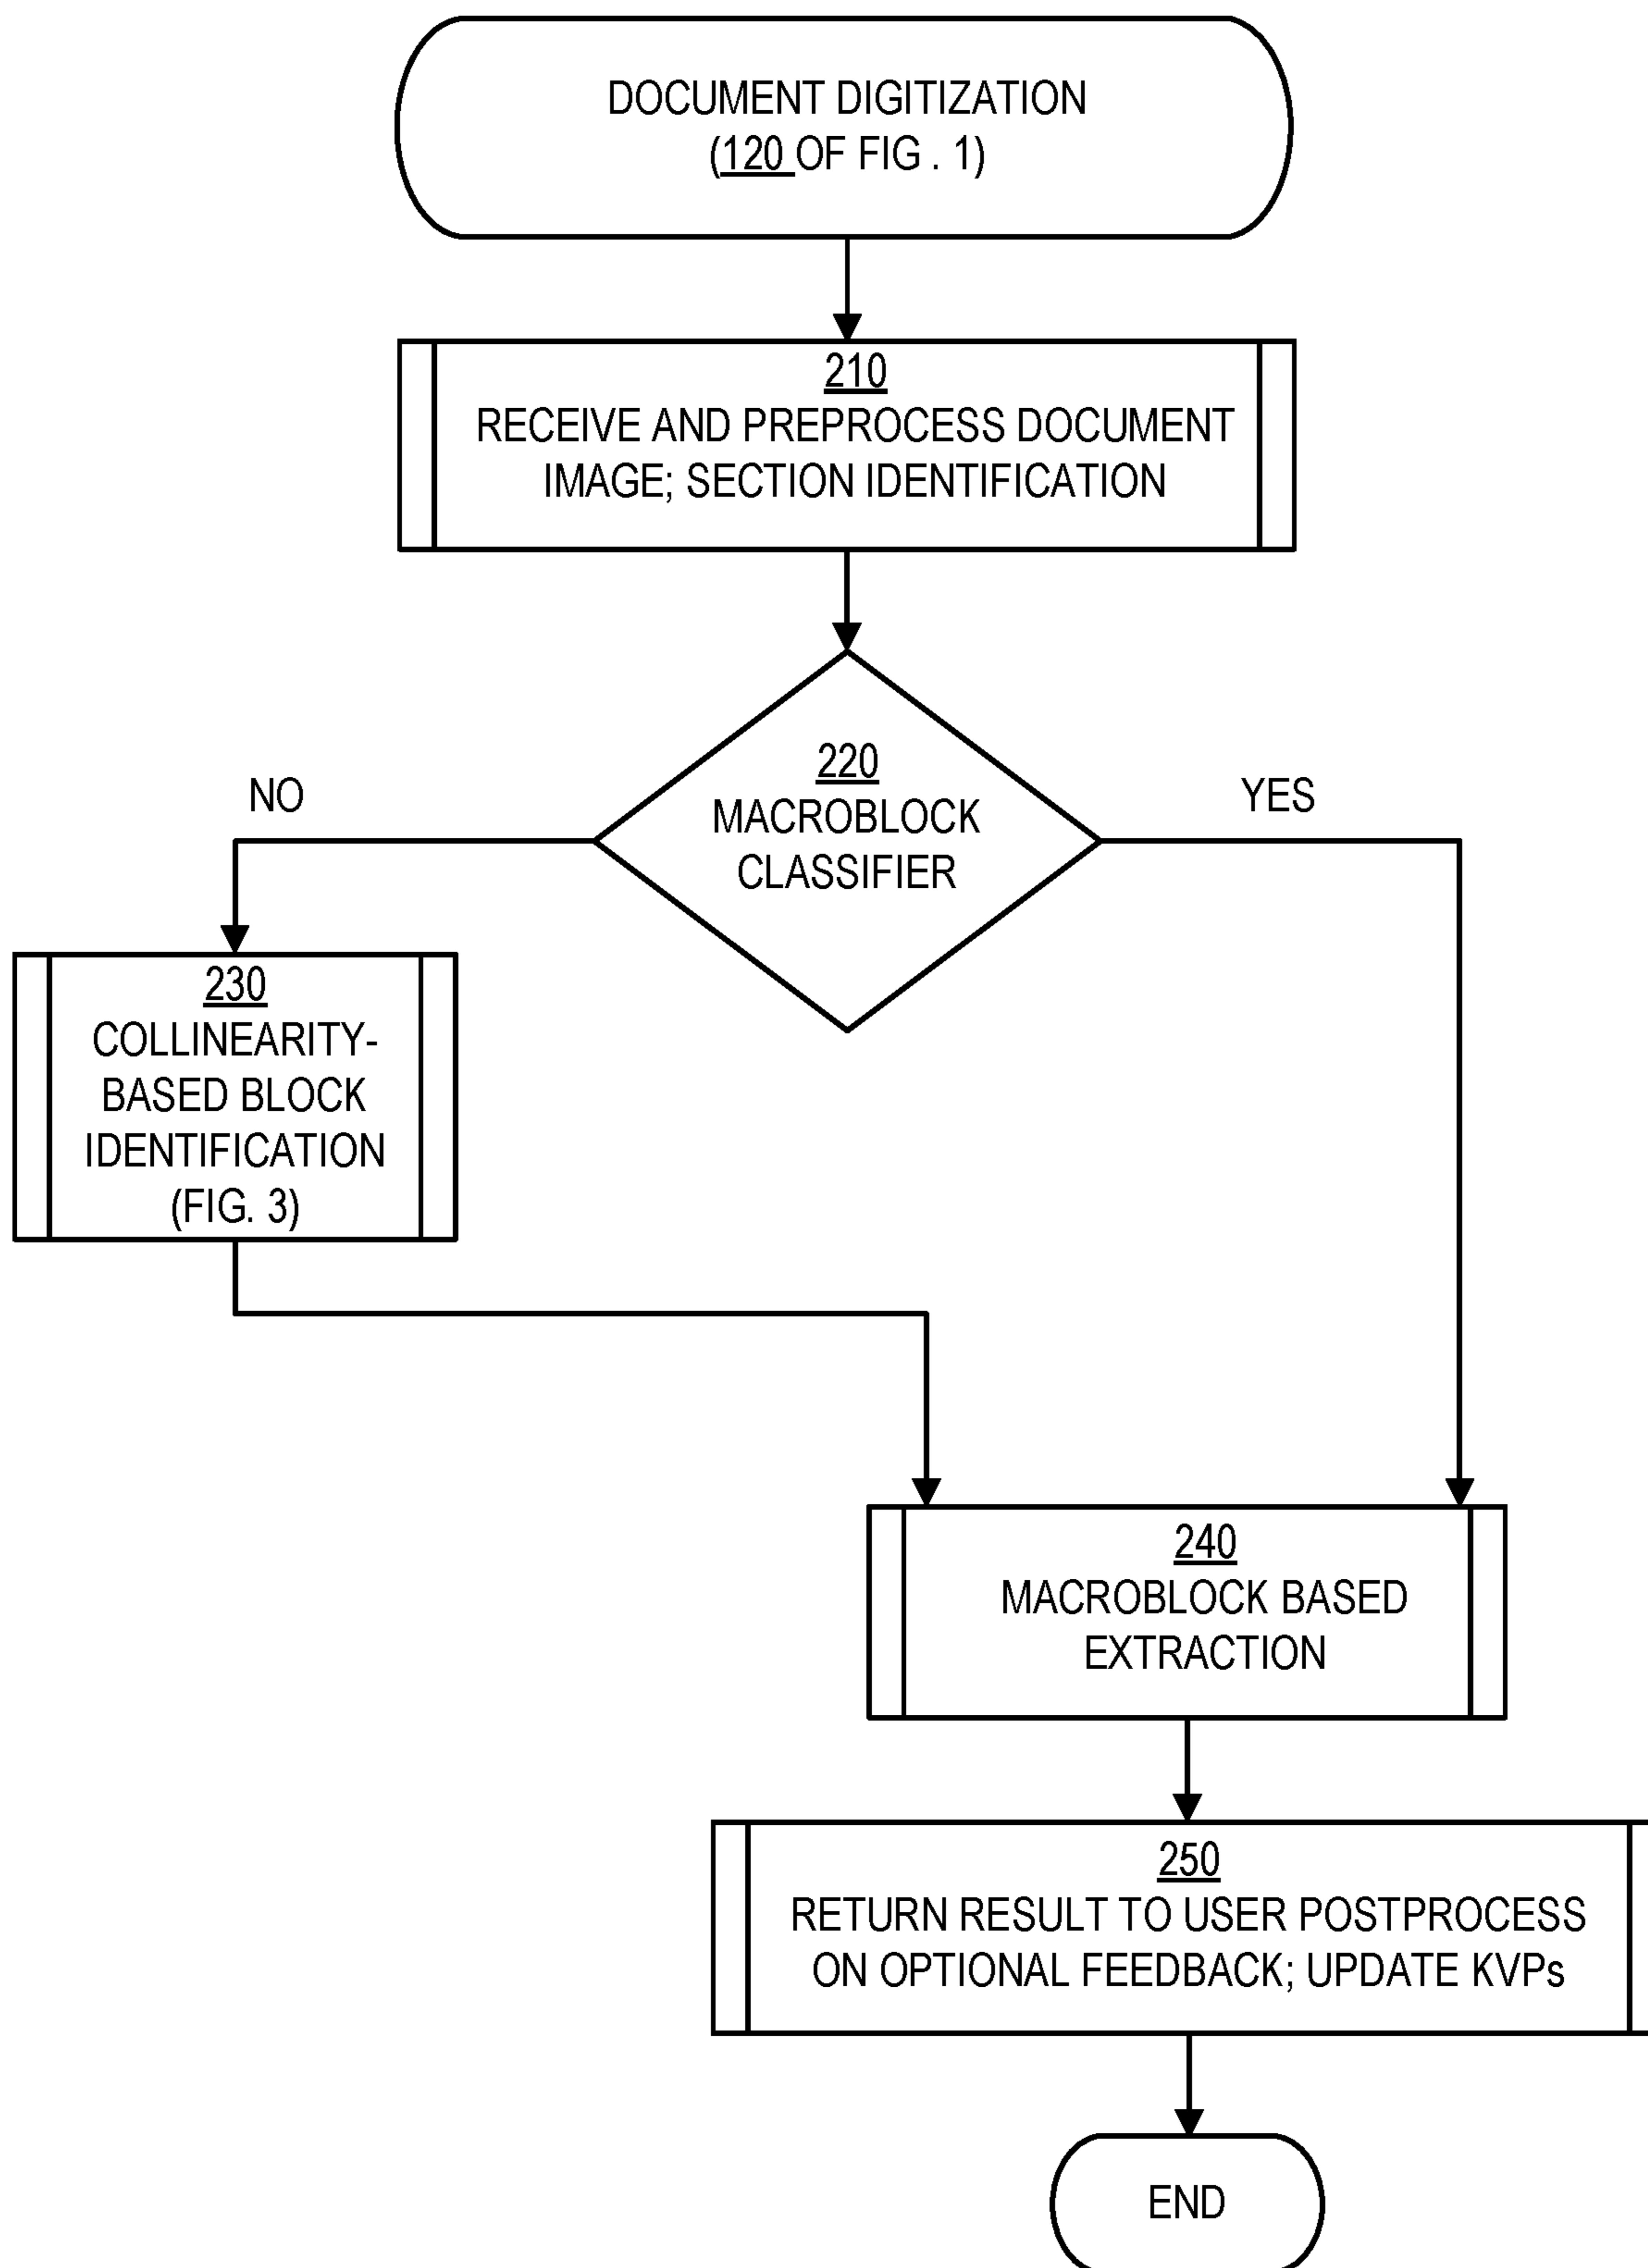 DOCUMENT DIGITIZATION
(120 OF FIG . 1)
210
RECEIVE AND PREPROCESS DOCUMENT
IMAGE; SECTION IDENTIFICATION
220
MACROBLOCK
CLASSIFIER
NO
YES
230
COLLINEARITY-
BASED BLOCK
IDENTIFICATION
(FIG. 3)
240
MACROBLOCK BASED
EXTRACTION
250
RETURN RESULT TO USER POSTPROCESS
ON OPTIONAL FEEDBACK; UPDATE KVPs
END